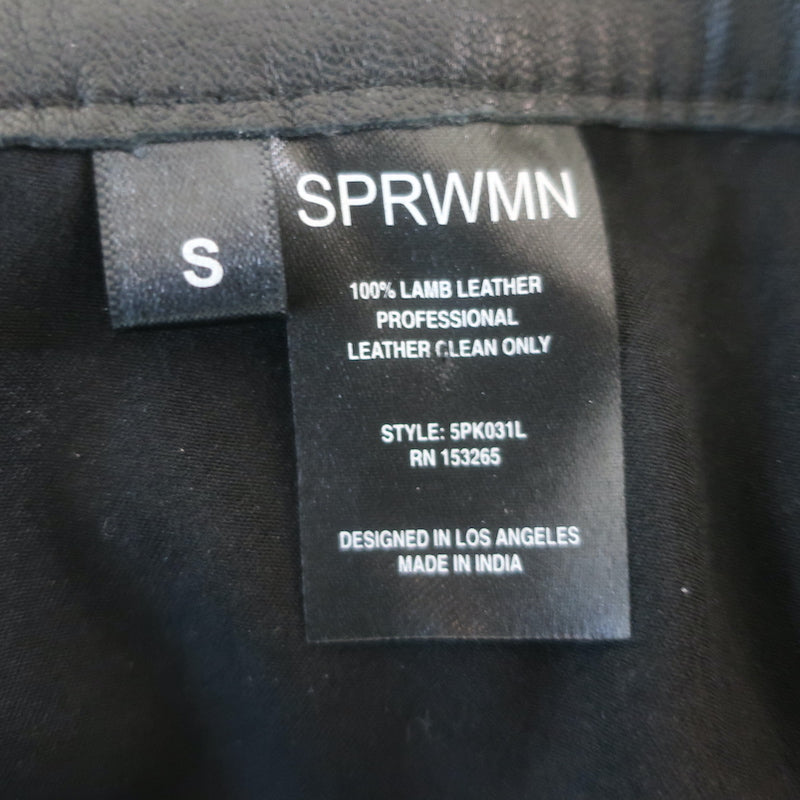 S
SPRWMN
100% LAMB LEATHER
PROFESSIONAL
LEATHER CLEAN ONLY
STYLE: 5PK031L
RN 153265
DESIGNED IN LOS ANGELES
MADE IN INDIA